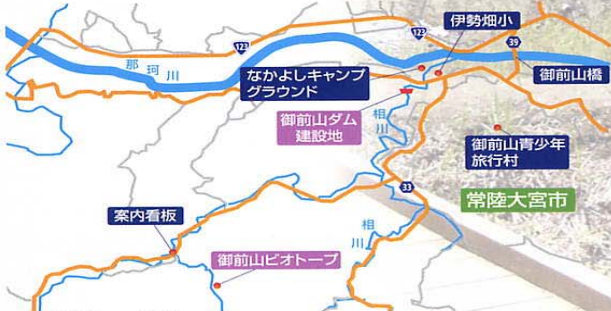 123
123
伊勢畑小
39
那珂川
なかよしキャンプ
グラウンド
御前山橋
御前山ダム
建設地
相川
御前山青少年
旅行村
33
常陸大宮市
案内看板
相川
御前山ビオトープ